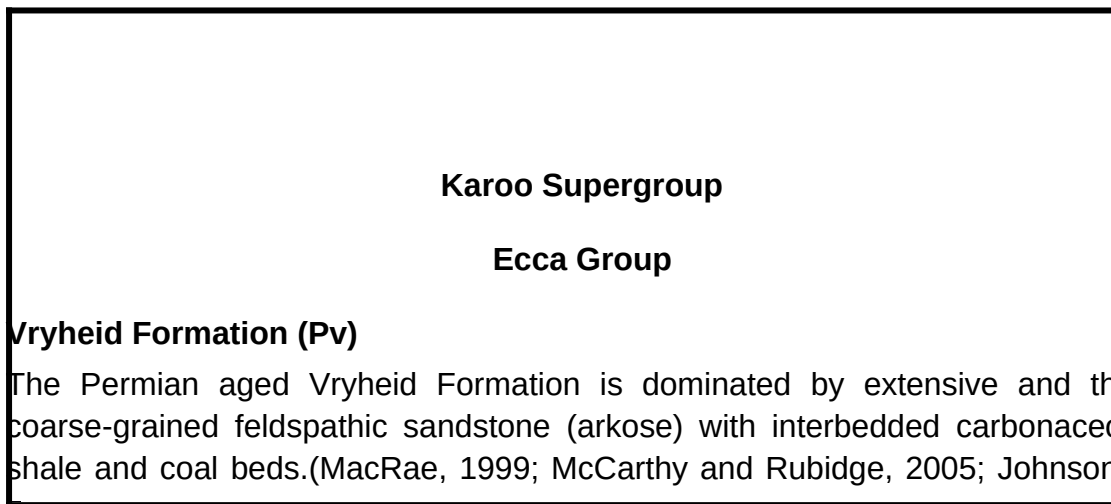 Karoo Supergroup
Ecca Group
Vryheid Formation (Pv)
The Permian aged Vryheid Formation is dominated by extensive and th
coarse-grained feldspathic sandstone (arkose) with interbedded carbonaceo
shale and coal beds.(MacRae, 1999; McCarthy and Rubidge, 2005; Johnson